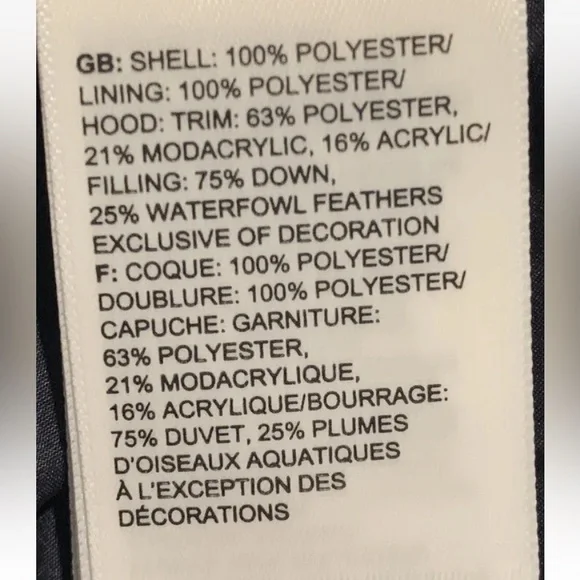 GB: SHELL: 100% POLYESTER/
LINING: 100% POLYESTER/
HOOD: TRIM: 63% POLYESTER,
21% MODACRYLIC, 16% ACRYLIC/
FILLING: 75% DOWN,
25% WATERFOWL FEATHERS
EXCLUSIVE OF DECORATION
F: COQUE: 100% POLYESTER/
DOUBLURE: 100% POLYESTER/
CAPUCHE: GARNITURE:
63% POLYESTER,
21% MODACRYLIQUE,
16% ACRYLIQUE/BOURRAGE:
75% DUVET, 25% PLUMES
D'OISEAUX AQUATIQUES
À L'EXCEPTION DES
DÉCORATIONS